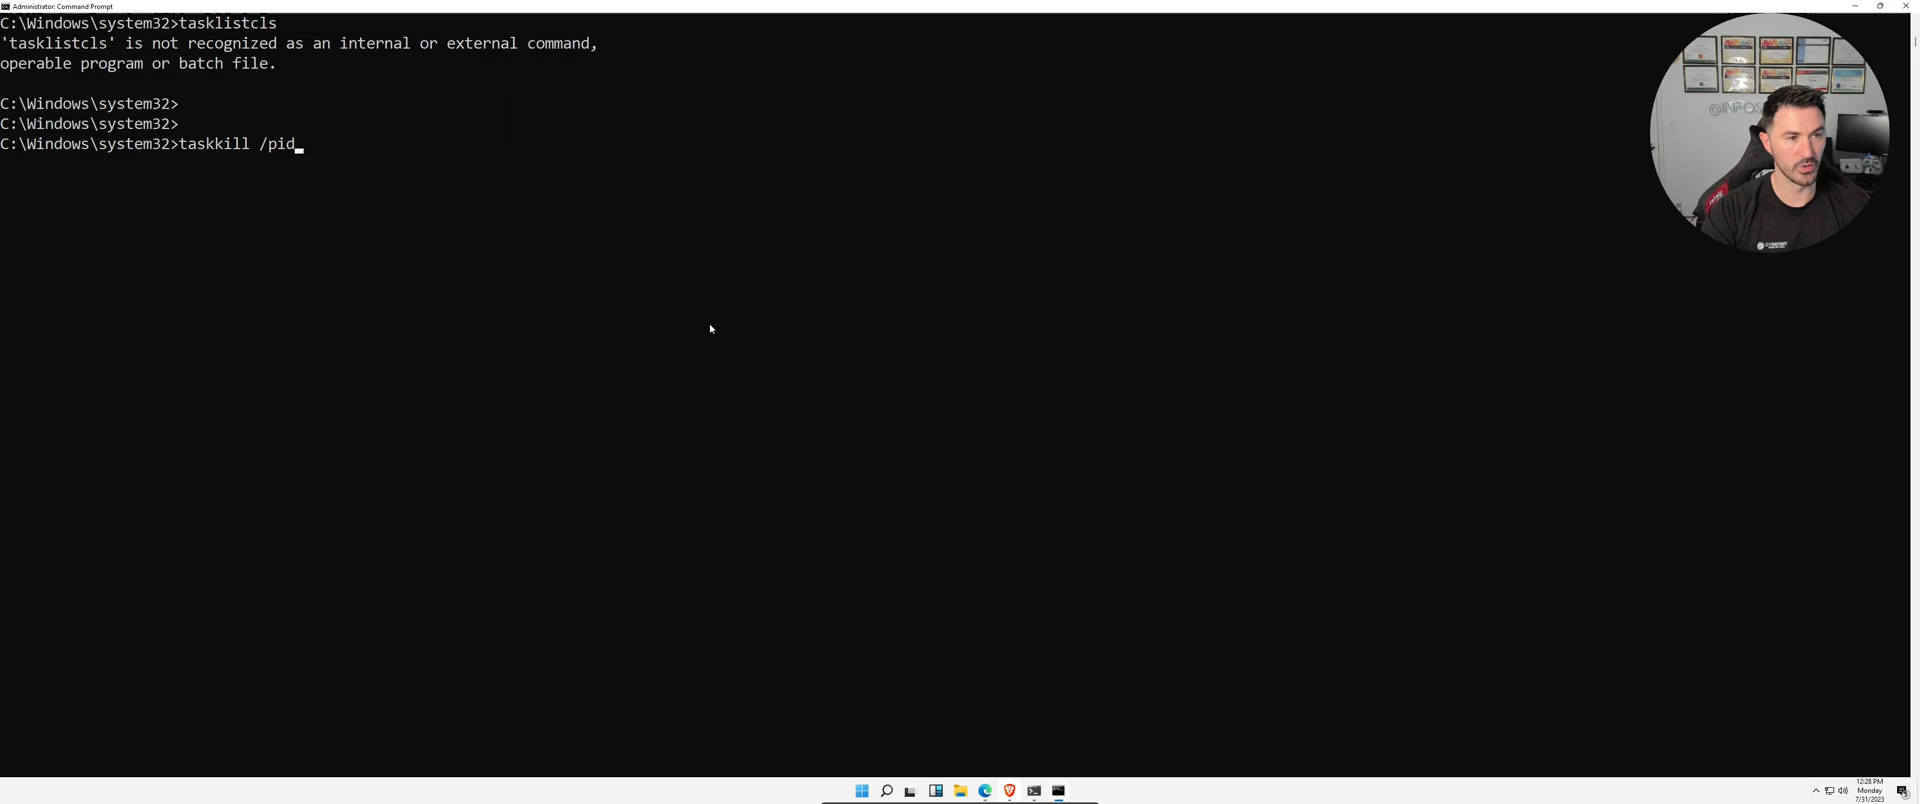 Administrator: Command Prompt
C:\Windows\system32>tasklistcls
'tasklistcls' is not recognized as an internal or external command,
operable program or batch file.
C:\Windows\system32>
C:\Windows\system32>
C:\Windows\system32>taskkill /pid
@INFOS
12:28 PM
Monday
7/31/2023